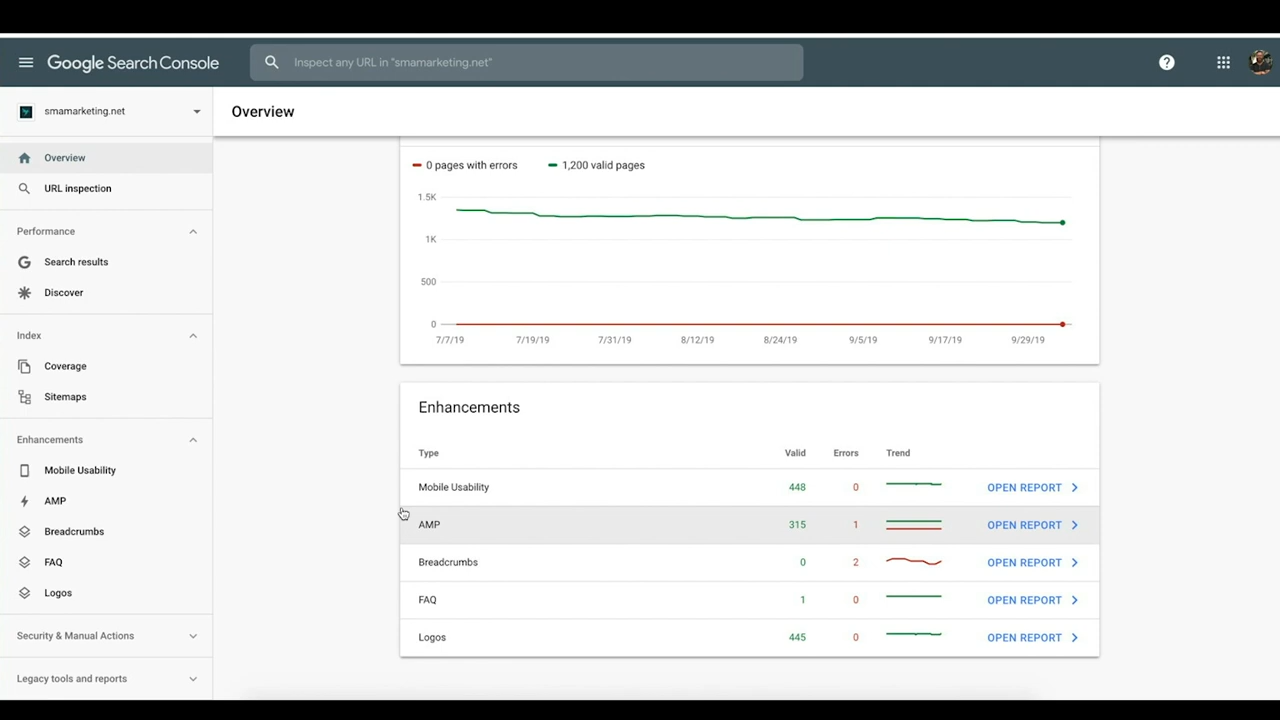 Google Search Console
Inspect any URL in "smamarketing.net"
smamarketing.net
Overview
Overview
URL inspection
Performance
Search results
Discover
Index
Coverage
Sitemaps
Enhancements
Mobile Usability
AMP
Breadcrumbs
FAQ
Logos
Security & Manual Actions
Legacy tools and reports
0 pages with errors 1,200 valid pages
1.5K
1K
500
0
7/7/19 7/19/19 7/31/19 8/12/19 8/24/19 9/5/19 9/17/19 9/29/19
Enhancements
Type Valid Errors Trend
Mobile Usability 448 0 OPEN REPORT
AMP 315 1 OPEN REPORT
Breadcrumbs 0 2 OPEN REPORT
FAQ 1 0 OPEN REPORT
Logos 445 0 OPEN REPORT